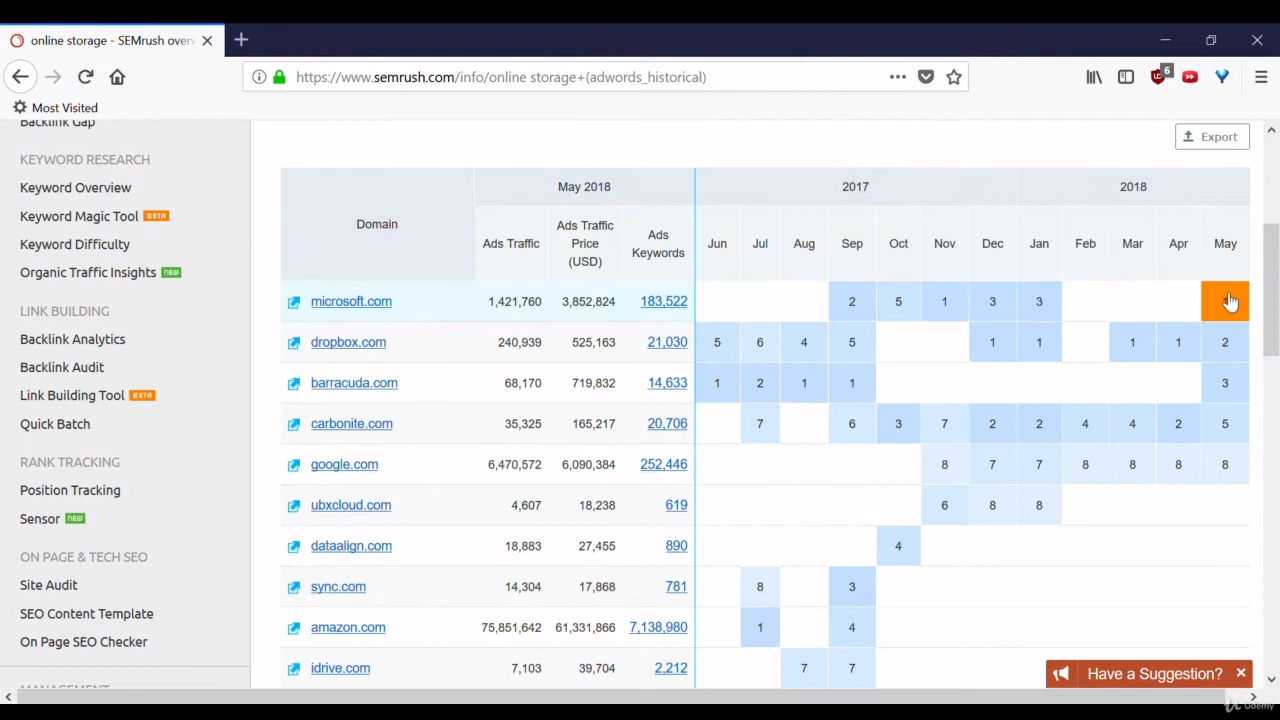 online storage - SEMrush over
https://www.semrush.com/info/online storage+(adwords_historical)
6
Most Visited
Backlink Gap
KEYWORD RESEARCH
Keyword Overview
Keyword Magic Tool BETA
Keyword Difficulty
Organic Traffic Insights NEW
LINK BUILDING
Backlink Analytics
Backlink Audit
Link Building Tool BETA
Quick Batch
RANK TRACKING
Position Tracking
Sensor NEW
ON PAGE & TECH SEO
Site Audit
SEO Content Template
On Page SEO Checker
MANAGEMENT
Export
May 2018 2017 2018
Domain Ads Traffic Ads Traffic Price (USD) Ads Keywords Jun Jul Aug Sep Oct Nov Dec Jan Feb Mar Apr May
microsoft.com 1,421,760 3,852,824 183,522 2 5 1 3 3
dropbox.com 240,939 525,163 21,030 5 6 4 5 1 1 1 1 2
barracuda.com 68,170 719,832 14,633 1 2 1 1 3
carbonite.com 35,325 165,217 20,706 7 6 3 7 2 2 4 4 2 5
google.com 6,470,572 6,090,384 252,446 8 7 7 8 8 8 8
ubxcloud.com 4,607 18,238 619 6 8 8
dataalign.com 18,883 27,455 890 4
sync.com 14,304 17,868 781 8 3
amazon.com 75,851,642 61,331,866 7,138,980 1 4
idrive.com 7,103 39,704 2,212 7 7
Have a Suggestion?
Udemy